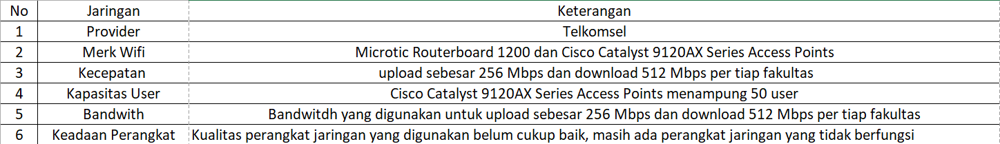 No Jaringan Keterangan
1 Provider Telkomsel
2 Merk Wifi Microtic Routerboard 1200 dan Cisco Catalyst 9120AX Series Access Points
3 Kecepatan upload sebesar 256 Mbps dan download 512 Mbps per tiap fakultas
4 Kapasitas User Cisco Catalyst 9120AX Series Access Points menampung 50 user
5 Bandwith Bandwitdh yang digunakan untuk upload sebesar 256 Mbps dan download 512 Mbps per tiap fakultas
6 Keadaan Perangkat Kualitas perangkat jaringan yang digunakan belum cukup baik, masih ada perangkat jaringan yang tidak berfungsi